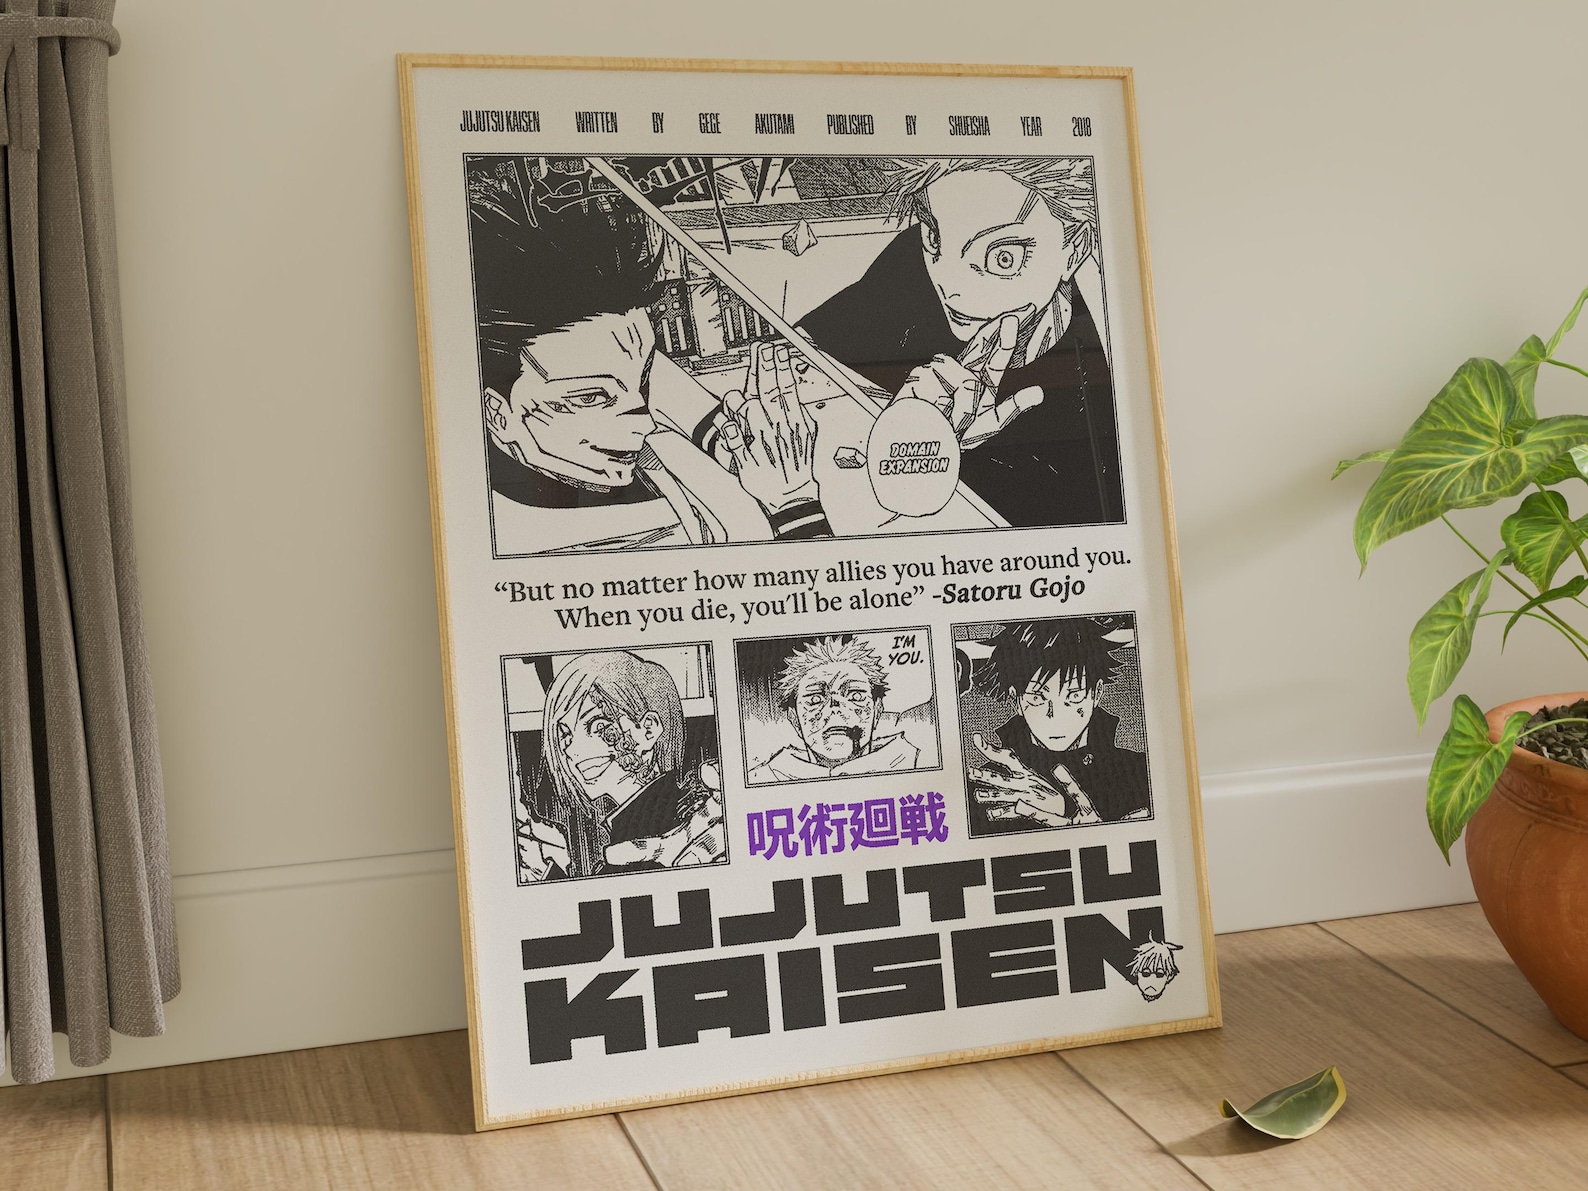 JUJUTSU KAISEN WRITTEN BY GEGE AKUTAMI PUBLISHED BY SHUEISHA YEAR 2018
DOMAIN
EXPANSION
“But no matter how many allies you have around you.
When you die, you'll be alone” -Satoru Gojo
I'M
YOU.
呪術廻戦
JUJUTSU
KAISEN